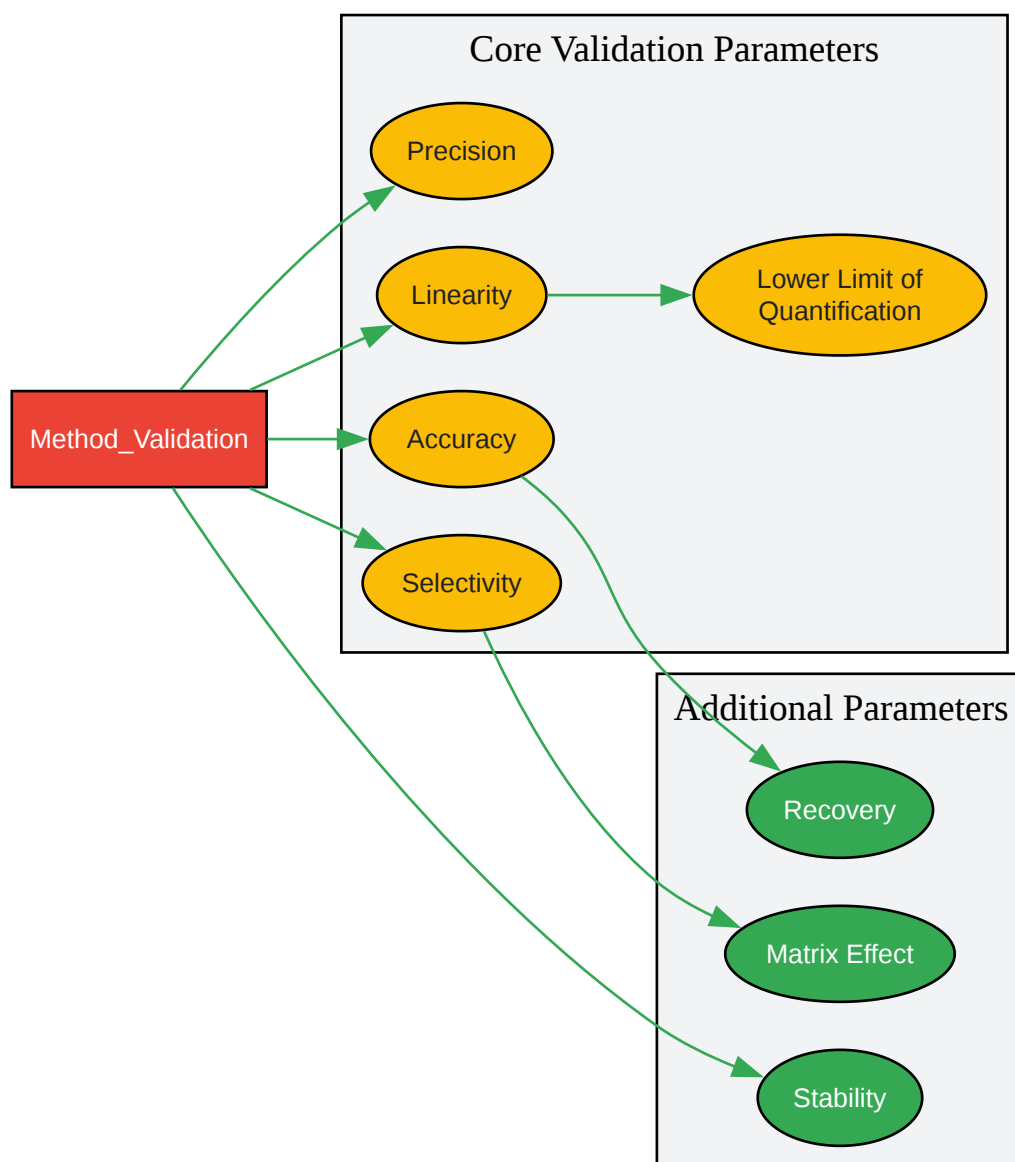 Core Validation Parameters
Precision
Linearity
Lower Limit of
Quantification
Method_Validation
Accuracy
Selectivity
Additional Parameters
Recovery
Matrix Effect
Stability